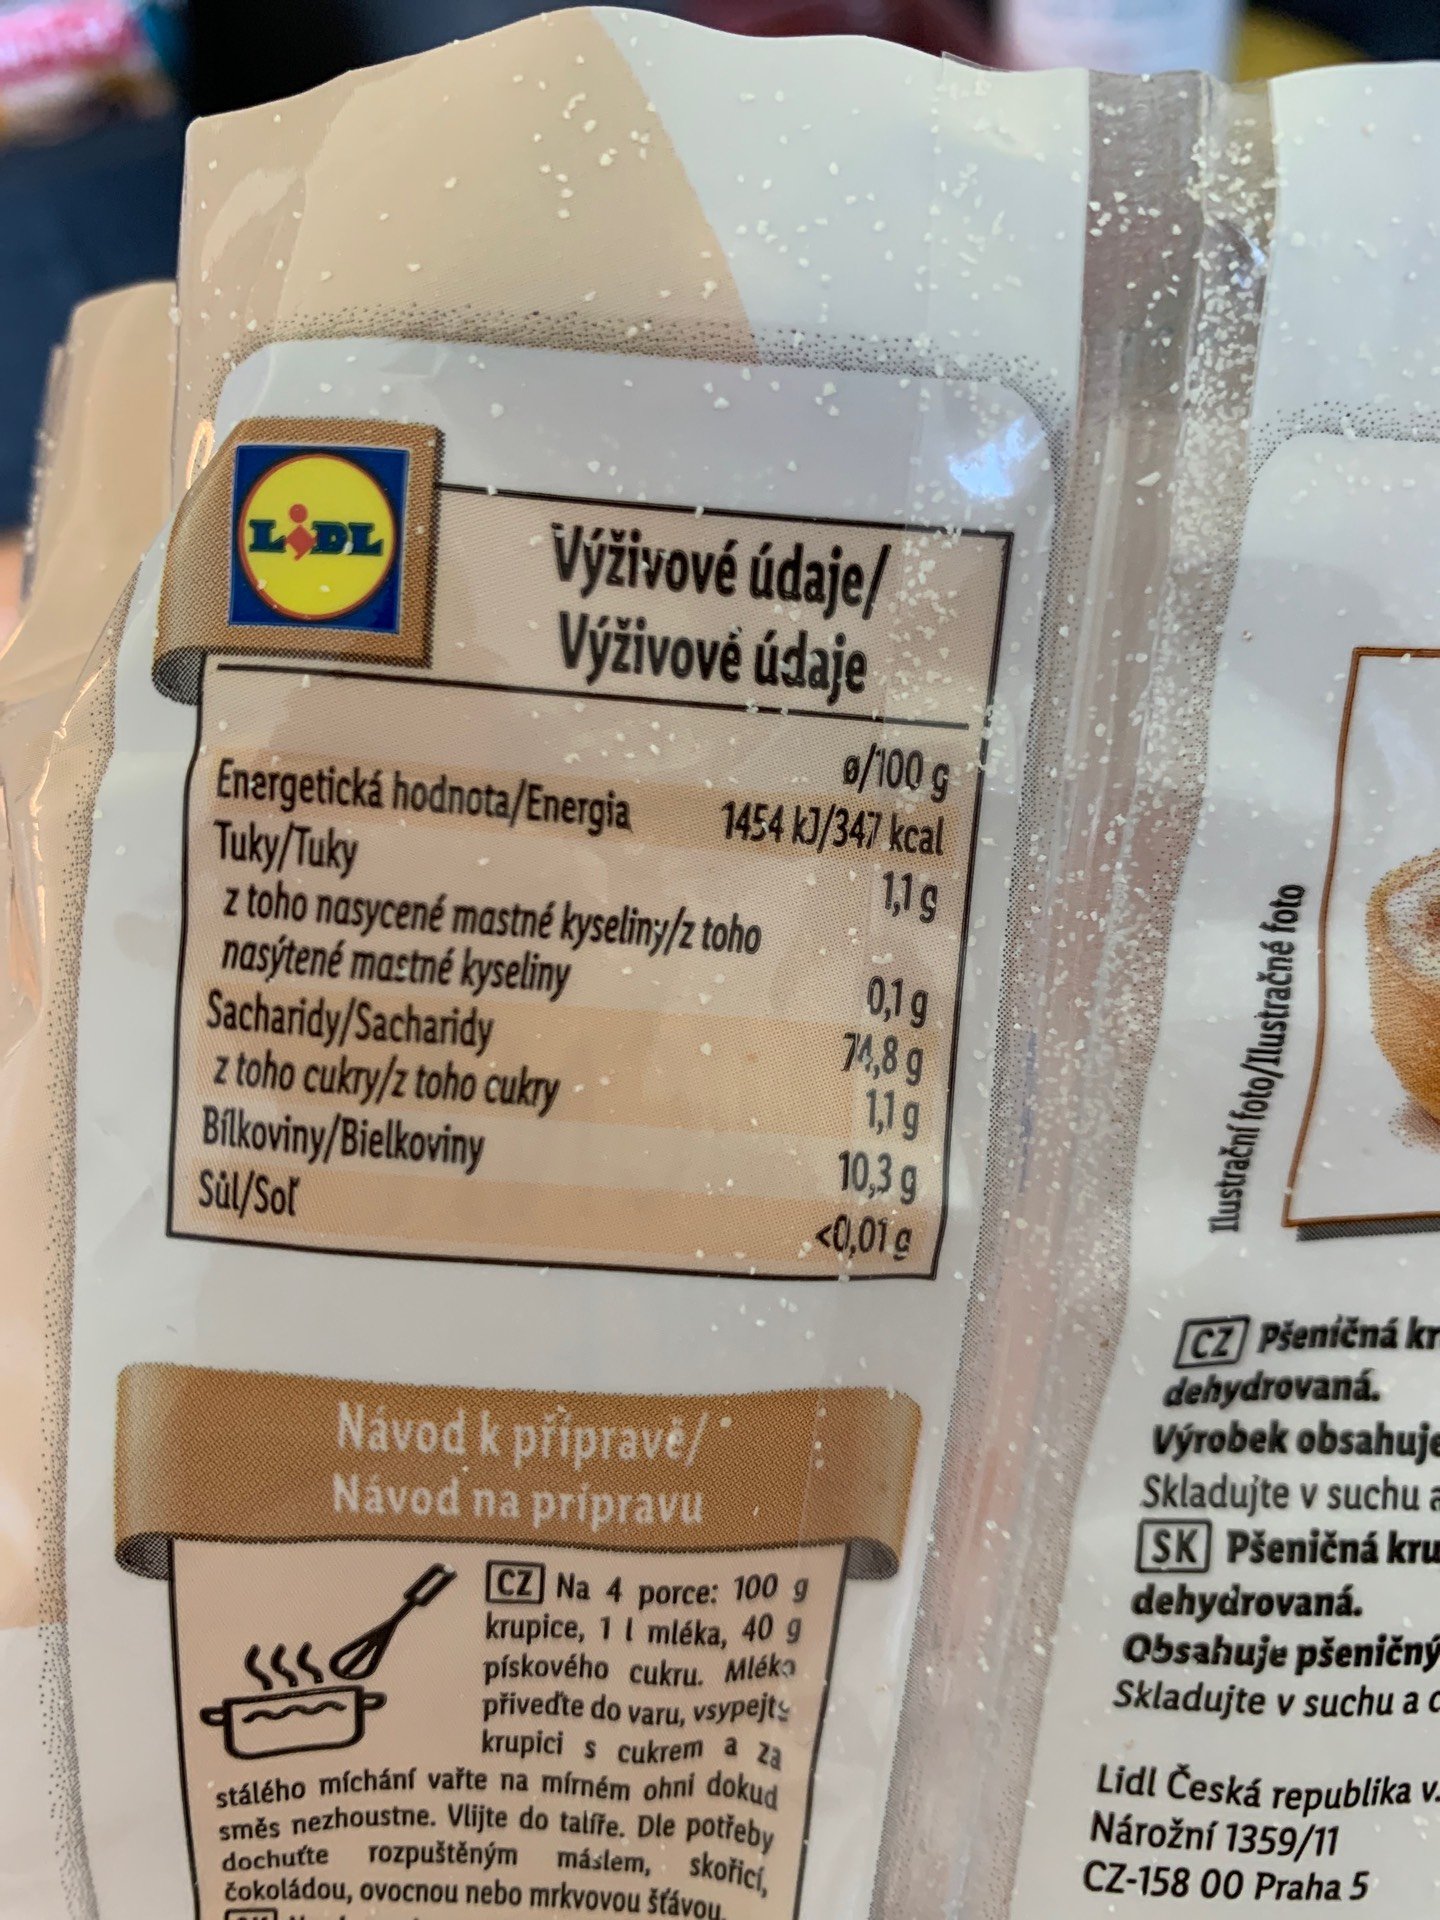 LIDL
Výživové údaje/
Výživové údaje
ø/100 g
Energetická hodnota/Energia 1454 kJ/347 kcal
Tuky/Tuky 1,1 g
z toho nasycené mastné kyseliny/z toho
nasýtené mastné kyseliny 0,1 g
Sacharidy/Sacharidy 74,8 g
z toho cukry/z toho cukry 1,1 g
Bílkoviny/Bielkoviny 10,3 g
Sůl/Soľ <0,01 g
Návod k přípravě/
Návod na prípravu
CZ Na 4 porce: 100 g
krupice, 1 l mléka, 40 g
pískového cukru. Mléko
přiveďte do varu, vsypejte
krupici s cukrem a za
stálého míchání vařte na mírném ohni dokud
směs nezhoustne. Vlijte do talíře. Dle potřeby
dochuťte rozpuštěným máslem, skořicí,
čokoládou, ovocnou nebo mrkvovou šťávou.
Ilustrační foto/Ilustračné foto
CZ Pšeničná kr
dehydrovaná.
Výrobek obsahuje
Skladujte v suchu a
SK Pšeničná kru
dehydrovaná.
Obsahuje pšeničný
Skladujte v suchu a c
Lidl Česká republika v.
Nárožní 1359/11
CZ-158 00 Praha 5